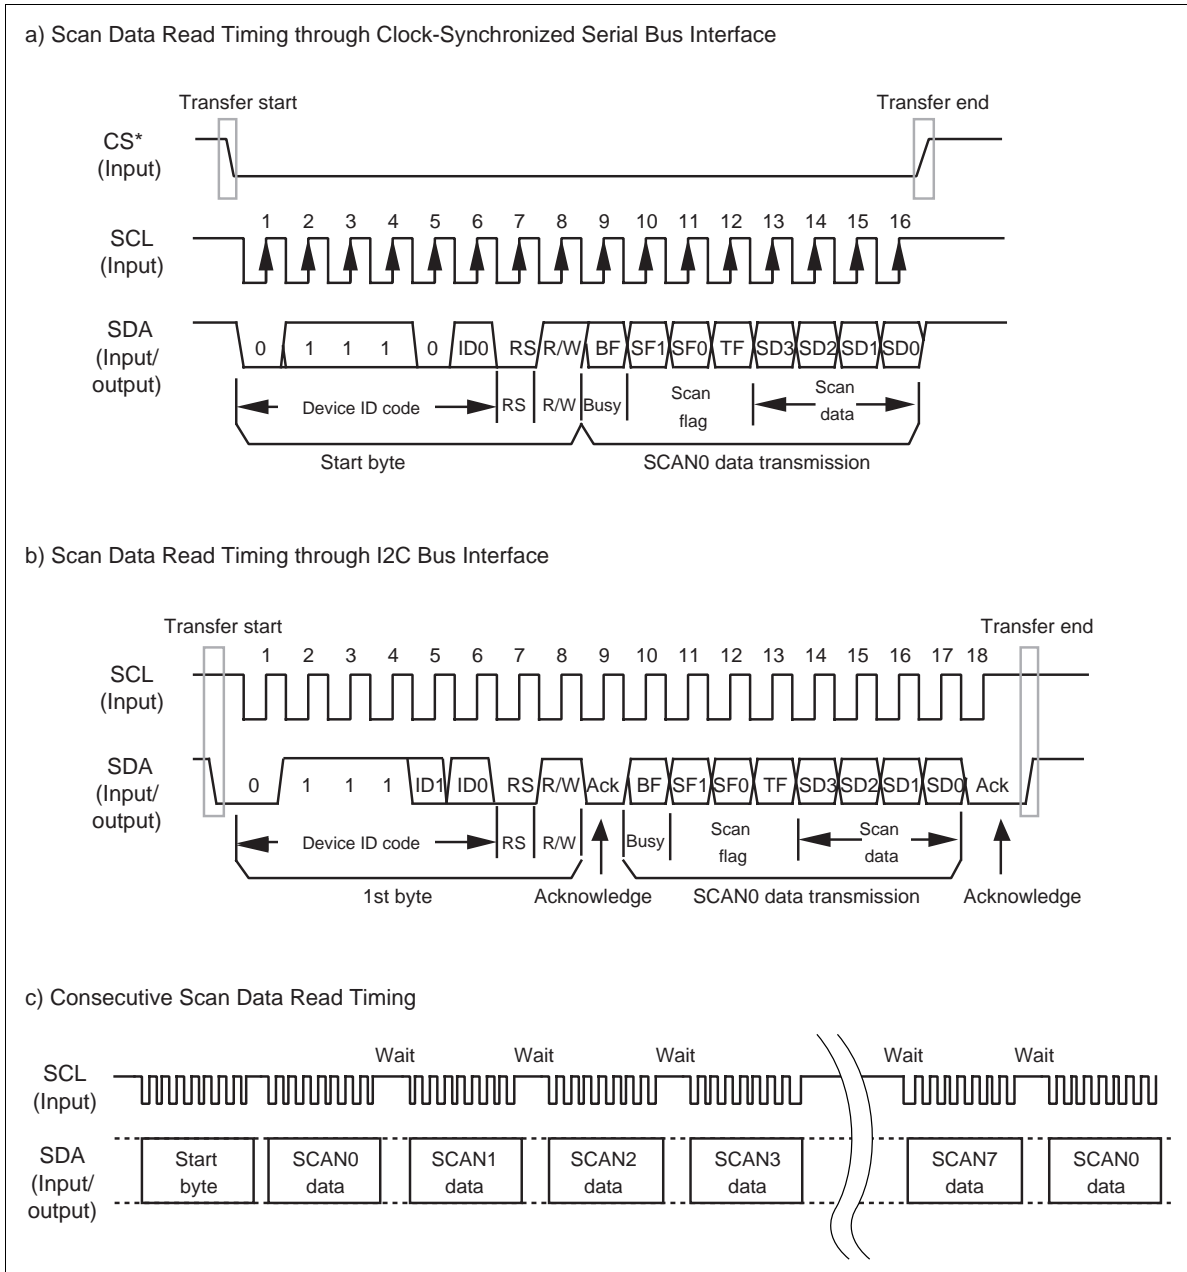 a) Scan Data Read Timing through Clock-Synchronized Serial Bus Interface
Transfer start
Transfer end
CS*
(Input)
1 2 3 4 5 6 7 8 9 10 11 12 13 14 15 16
SCL
(Input)
SDA
(Input/
output)
0 1 1 1 0 ID0 RS R/W BF SF1 SF0 TF SD3 SD2 SD1 SD0
Device ID code RS R/W Busy Scan
flag
Scan
data
Start byte
SCAN0 data transmission
b) Scan Data Read Timing through I2C Bus Interface
Transfer start
Transfer end
1 2 3 4 5 6 7 8 9 10 11 12 13 14 15 16 17 18
SCL
(Input)
SDA
(Input/
output)
0 1 1 1 ID1 ID0 RS R/W Ack BF SF1 SF0 TF SD3 SD2 SD1 SD0 Ack
Device ID code RS R/W Busy Scan
flag
Scan
data
1st byte
Acknowledge
SCAN0 data transmission
Acknowledge
c) Consecutive Scan Data Read Timing
Wait Wait Wait Wait Wait
SCL
(Input)
SDA
(Input/
output)
Start
byte
SCAN0
data
SCAN1
data
SCAN2
data
SCAN3
data
SCAN7
data
SCAN0
data